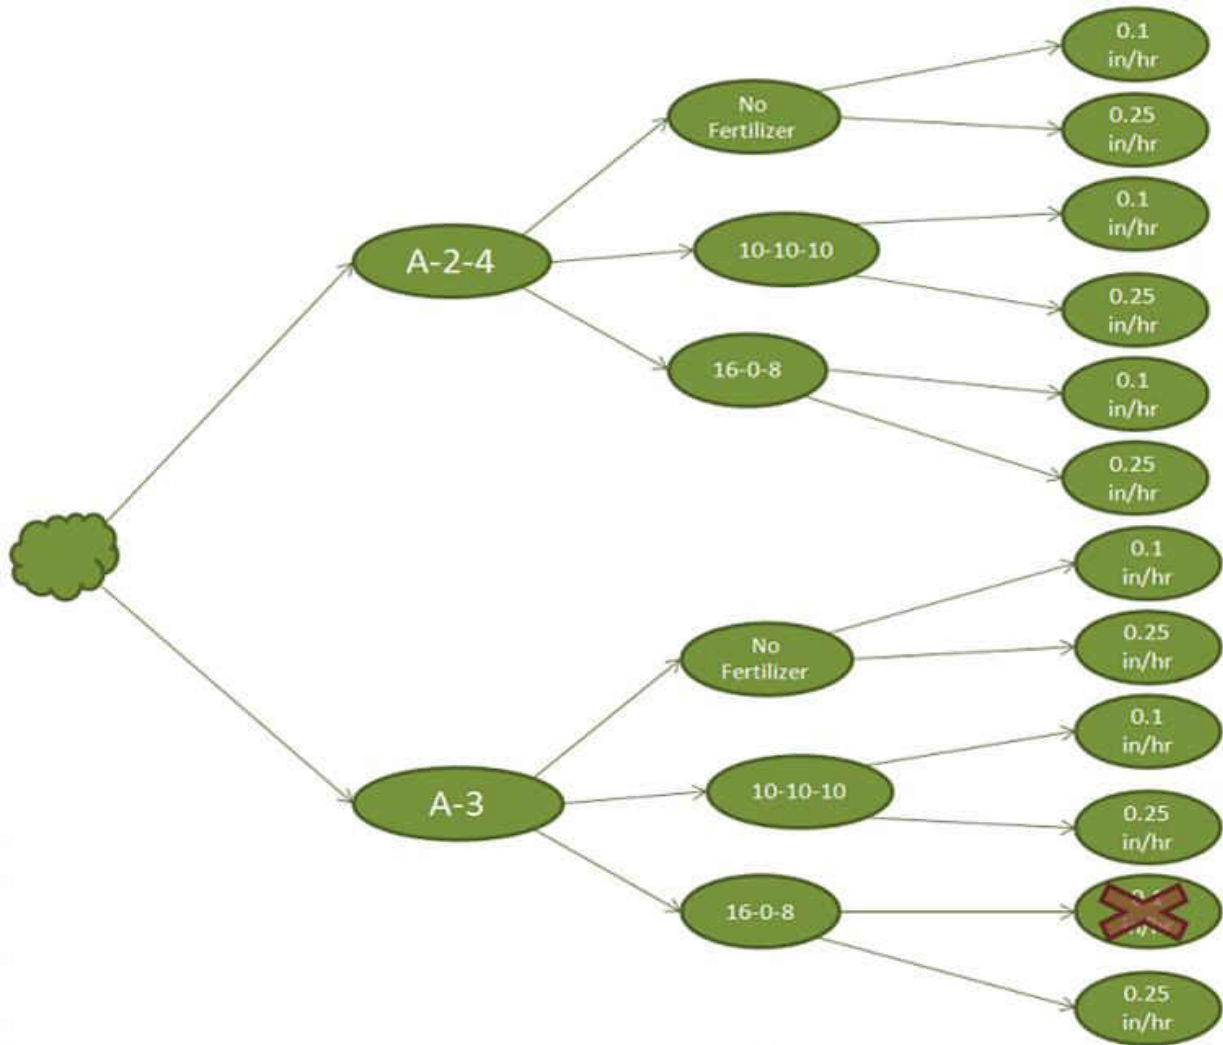 0.1
in/hr
No
Fertilizer
0.25
in/hr
A-2-4
10-10-10
0.1
in/hr
0.25
in/hr
16-0-8
0.1
in/hr
0.25
in/hr
A-3
No
Fertilizer
0.1
in/hr
0.25
in/hr
10-10-10
0.1
in/hr
0.25
in/hr
16-0-8
0.25
in/hr